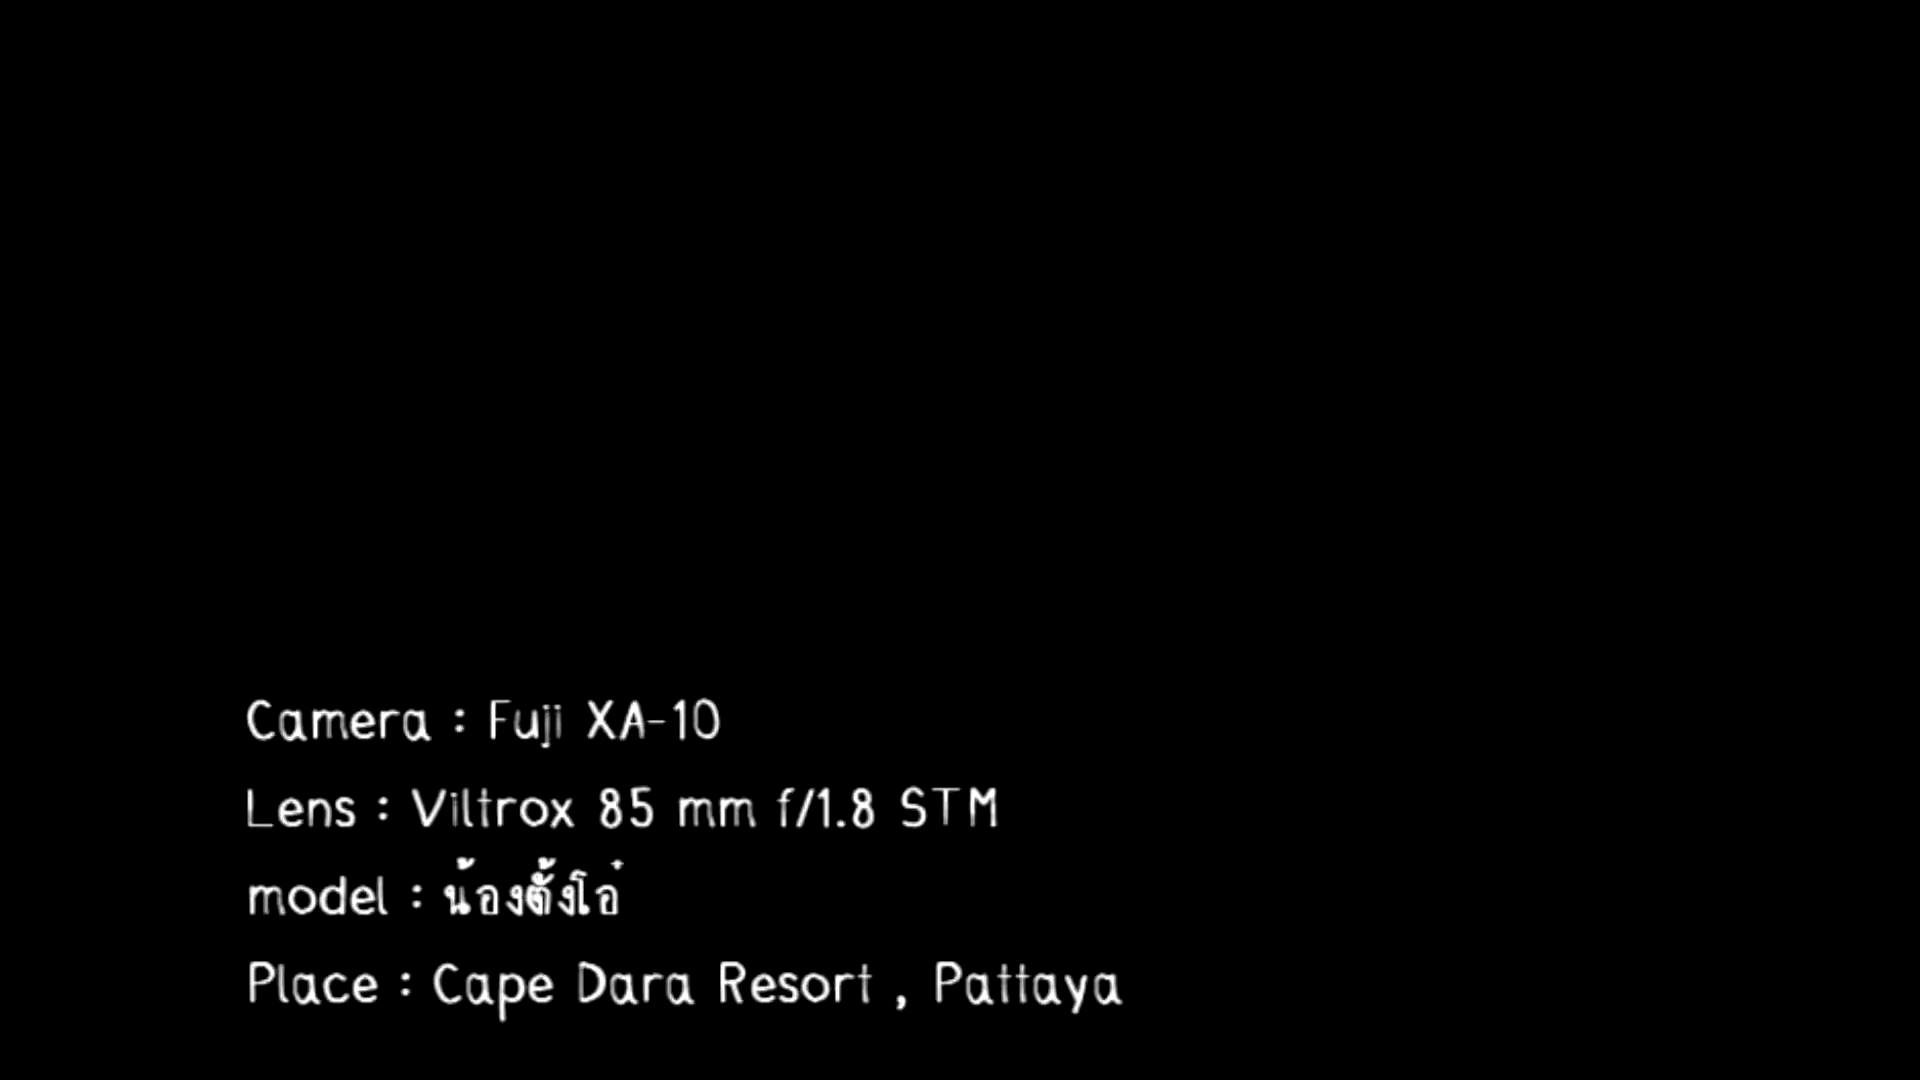 Camera : Fuji XA-10
Lens : Viltrox 85 mm f/1.8 STM
model : น้องตั้งโอ๋
Place : Cape Dara Resort , Pattaya